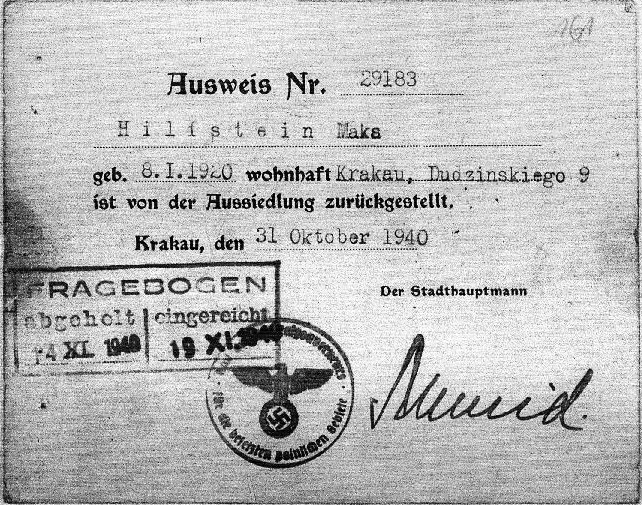 161
Ausweis Nr. 29183
Hilfstein Maks
geb. 8.I.1920 wohnhaft Krakau, Dudzinskiego 9
ist von der Aussiedlung zurückgestellt.
Krakau, den 31 Oktober 1940
Der Stadthauptmann
FRAGEBOGEN
abgeholt eingereicht
14 XI. 1940 19 XI. 1940
für die besetzten polnischen Gebiete